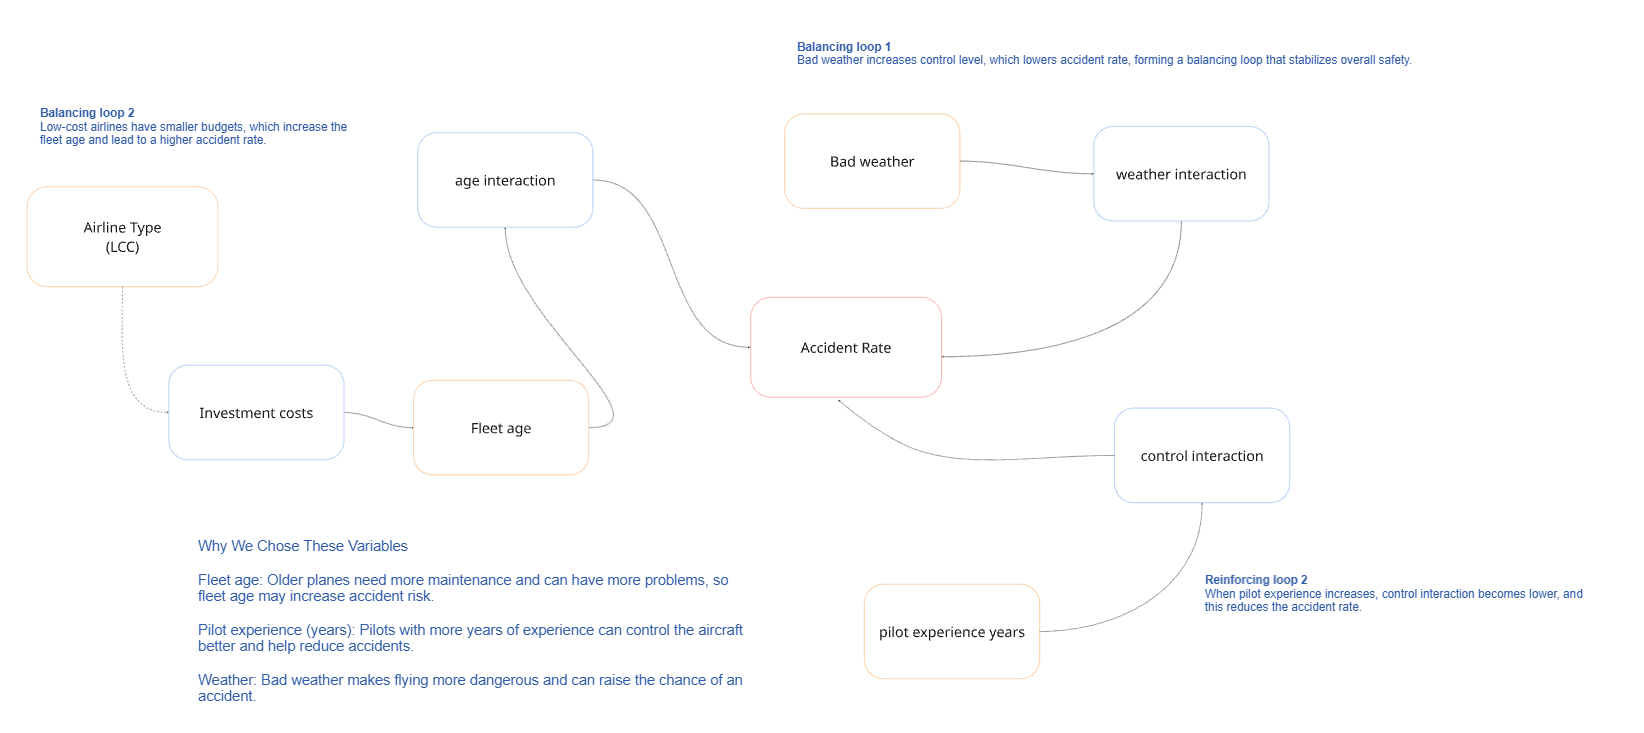 Balancing loop 1
Bad weather increases control level, which lowers accident rate, forming a balancing loop that stabilizes overall safety.
Balancing loop 2
Low-cost airlines have smaller budgets, which increase the
fleet age and lead to a higher accident rate.
age interaction
Bad weather
weather interaction
Airline Type
(LCC)
Accident Rate
Investment costs
Fleet age
control interaction
Why We Chose These Variables
Fleet age: Older planes need more maintenance and can have more problems, so
fleet age may increase accident risk.
Pilot experience (years): Pilots with more years of experience can control the aircraft
better and help reduce accidents.
Weather: Bad weather makes flying more dangerous and can raise the chance of an
accident.
pilot experience years
Reinforcing loop 2
When pilot experience increases, control interaction becomes lower, and
this reduces the accident rate.